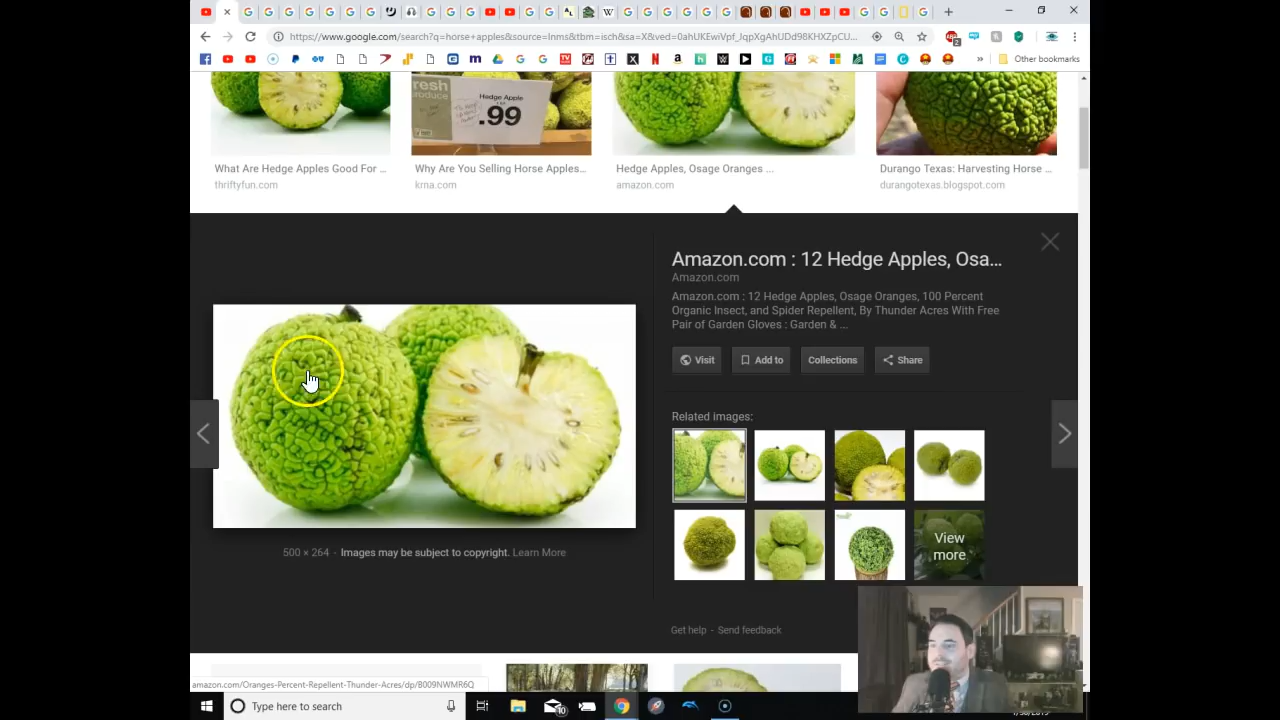 https://www.google.com/search?q=horse+apples&source=lnms&tbm=isch&sa=X&ved=0ahUKEwiVpf_JqpXgAhUDd98KHXZpCU...
Other bookmarks
fresh
produce
Hedge Apple
.99
What Are Hedge Apples Good For ...
thriftyfun.com
Why Are You Selling Horse Apples...
krna.com
Hedge Apples, Osage Oranges ...
amazon.com
Durango Texas: Harvesting Horse ...
durangotexas.blogspot.com
Amazon.com : 12 Hedge Apples, Osa...
Amazon.com
Amazon.com : 12 Hedge Apples, Osage Oranges, 100 Percent
Organic Insect, and Spider Repellent, By Thunder Acres With Free
Pair of Garden Gloves : Garden & ...
Visit
Add to
Collections
Share
Related images:
View
more
500 × 264 - Images may be subject to copyright. Learn More
Get help - Send feedback
amazon.com/Oranges-Percent-Repellent-Thunder-Acres/dp/B009NWMR6Q
Type here to search
10